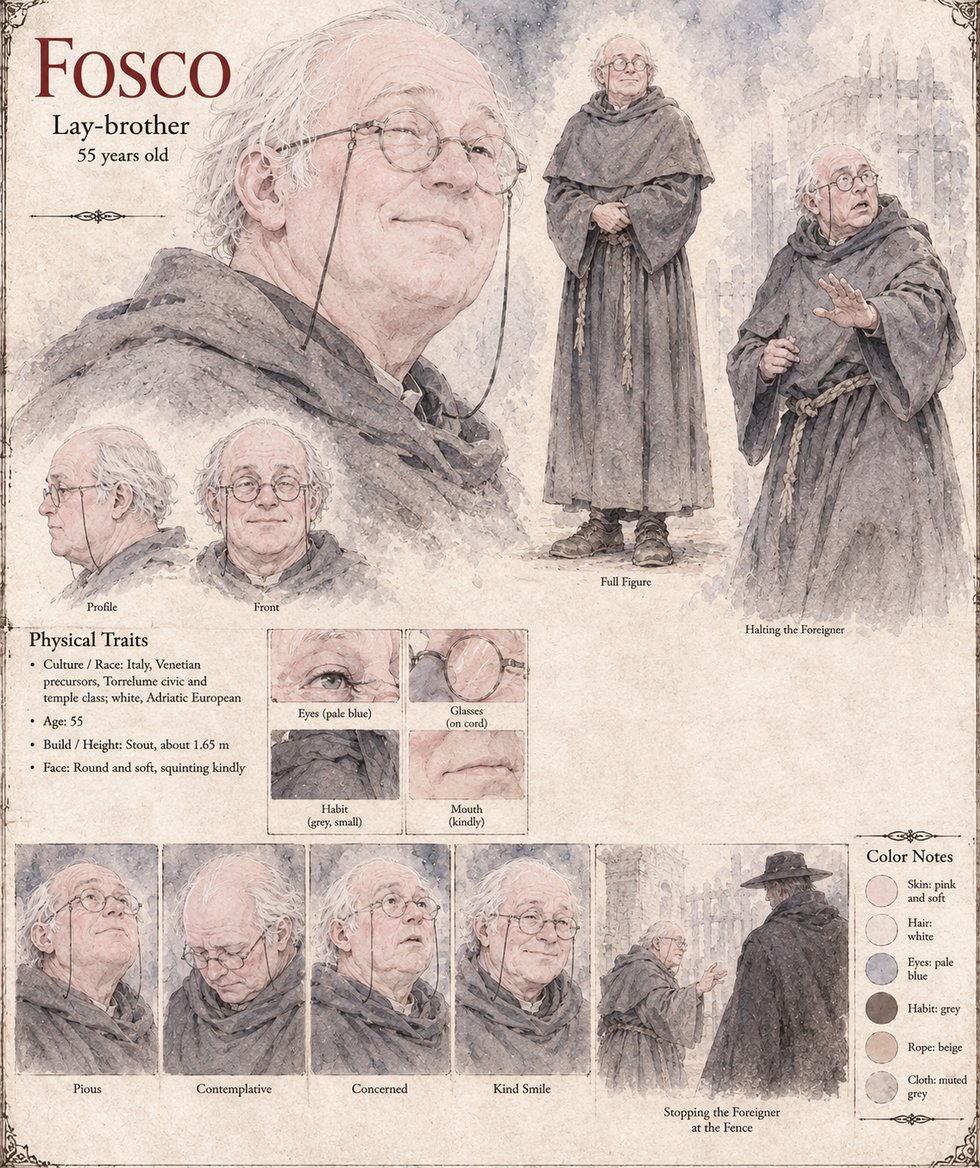 Fosco
Lay-brother
55 years old
Profile
Front
Full Figure
Halting the Foreigner
Physical Traits
• Culture / Race: Italy, Venetian
precursors, Torrelume civic and
temple class; white, Adriatic European
• Age: 55
• Build / Height: Stout, about 1.65 m
• Face: Round and soft, squinting kindly
Eyes (pale blue)
Glasses
(on cord)
Habit
(grey, small)
Mouth
(kindly)
Pious
Contemplative
Concerned
Kind Smile
Stopping the Foreigner
at the Fence
Color Notes
Skin: pink
and soft
Hair:
white
Eyes: pale
blue
Habit: grey
Rope: beige
Cloth: muted
grey